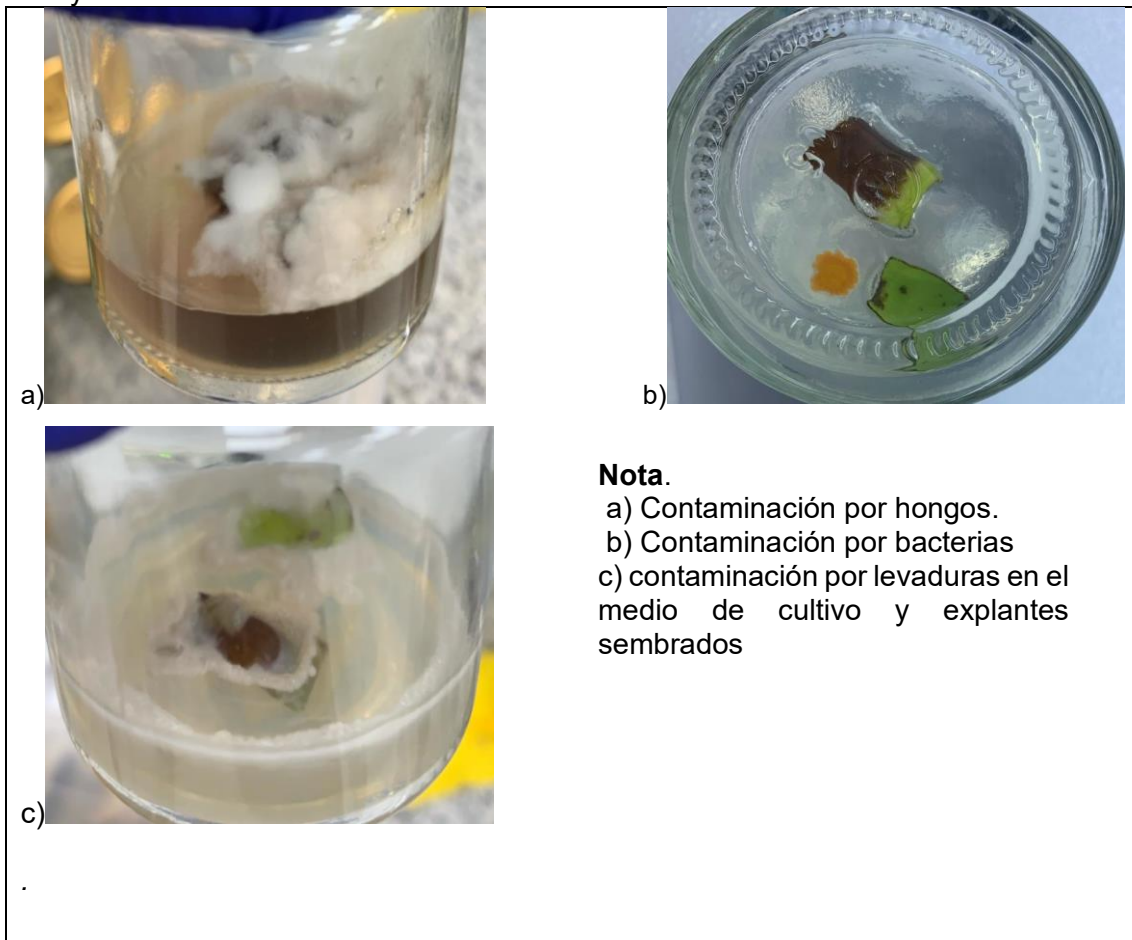 y
a)
b)
Nota.
a) Contaminación por hongos.
b) Contaminación por bacterias
c) contaminación por levaduras en el
medio de cultivo y explantes
sembrados
c)
.